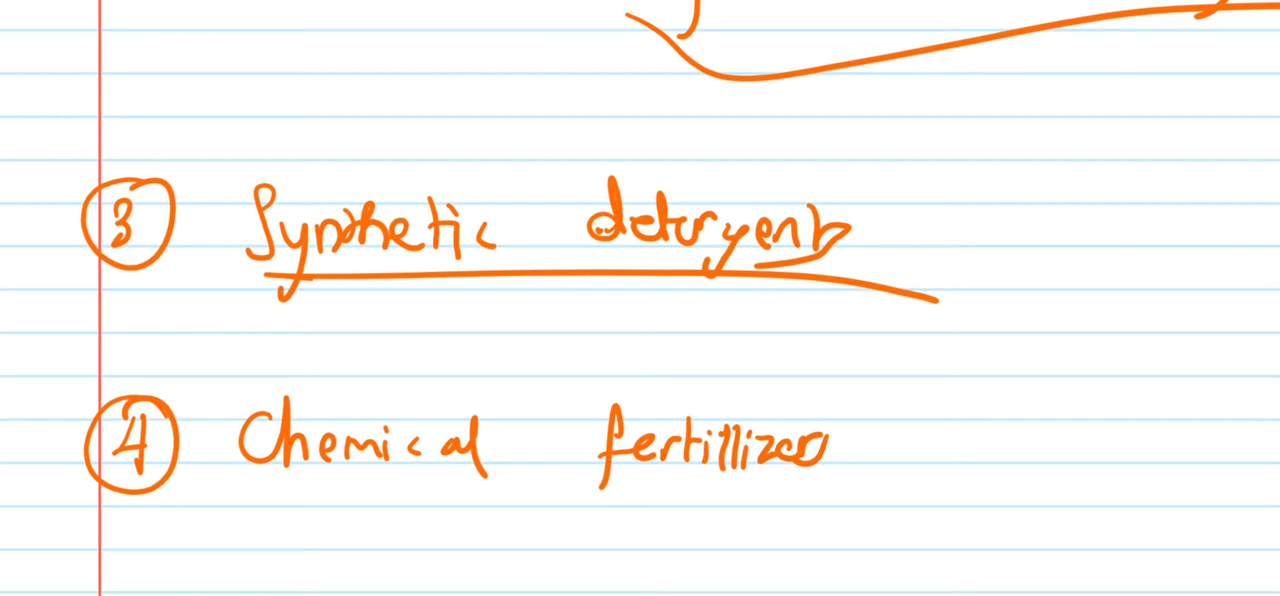 ③ Synthetic detergents
④ Chemical fertillizers